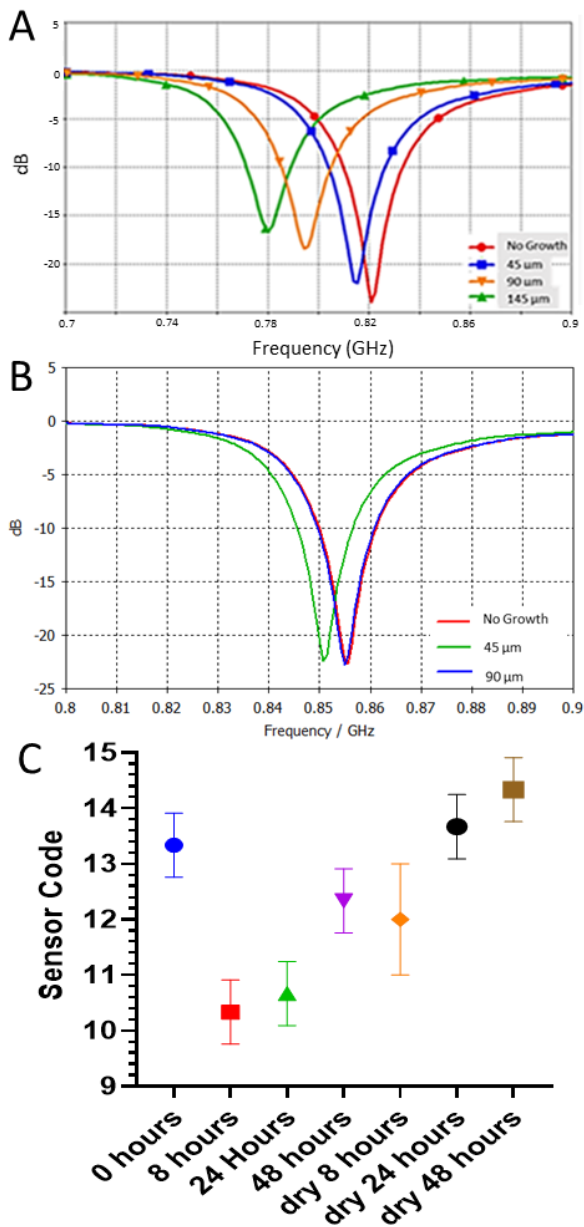 A
5
0
-5
-10
-15
-20
dB
No Growth
45 µm
90 µm
145 µm
0.7 0.74 0.78 0.82 0.86 0.9
Frequency (GHz)
B
5
0
-5
-10
-15
-20
-25
dB
No Growth
45 µm
90 µm
0.8 0.81 0.82 0.83 0.84 0.85 0.86 0.87 0.88 0.89 0.9
Frequency / GHz
C
15
14
13
12
11
10
9
Sensor Code
0 hours
8 hours
24 Hours
48 hours
dry 8 hours
dry 24 hours
dry 48 hours